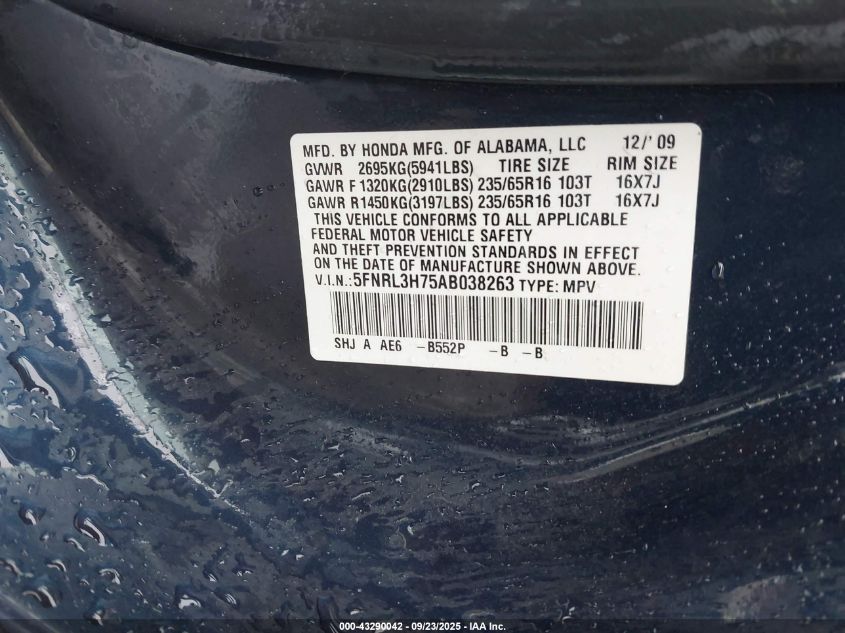 MFD. BY HONDA MFG. OF ALABAMA, LLC 12/'09
GVWR 2695KG(5941LBS) TIRE SIZE RIM SIZE
GAWR F 1320KG(2910LBS) 235/65R16 103T 16X7J
GAWR R1450KG(3197LBS) 235/65R16 103T 16X7J
THIS VEHICLE CONFORMS TO ALL APPLICABLE
FEDERAL MOTOR VEHICLE SAFETY
AND THEFT PREVENTION STANDARDS IN EFFECT
ON THE DATE OF MANUFACTURE SHOWN ABOVE.
V.I.N.: 5FNRL3H75AB038263 TYPE: MPV
SHJ A AE6 -B552P -B -B
000-43290042 - 09/23/2025 - IAA Inc.